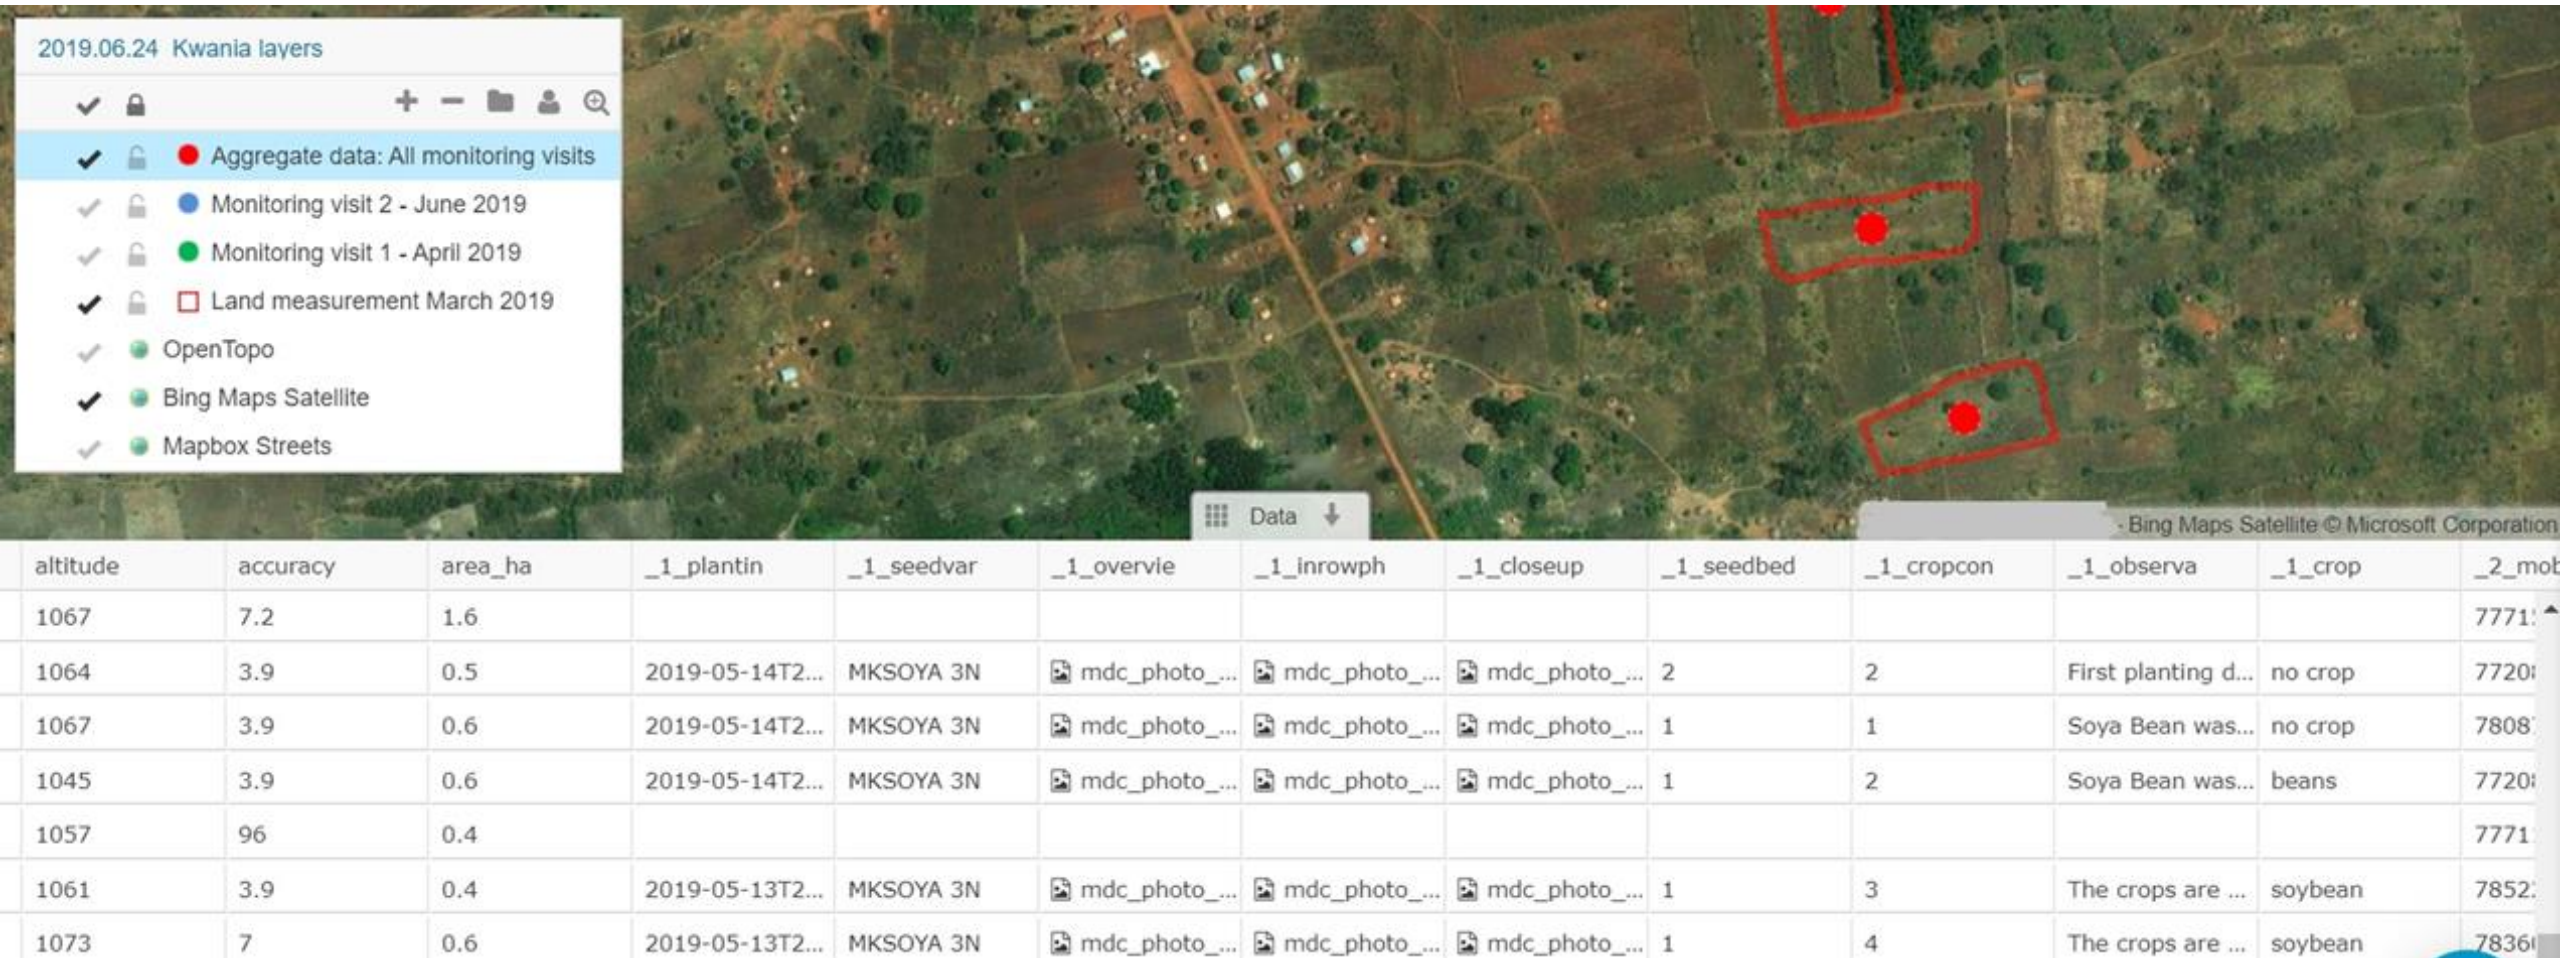 2019.06.24 Kwania layers
Aggregate data: All monitoring visits
Monitoring visit 2 - June 2019
Monitoring visit 1 - April 2019
Land measurement March 2019
OpenTopo
Bing Maps Satellite
Mapbox Streets
Data
- Bing Maps Satellite © Microsoft Corporation
altitude accuracy area_ha _1_plantin _1_seedvar _1_overvie _1_inrowph _1_closeup _1_seedbed _1_cropcon _1_observa _1_crop _2_mob
1067 7.2 1.6 7771
1064 3.9 0.5 2019-05-14T2... MKSOYA 3N mdc_photo_... mdc_photo_... mdc_photo_... 2 2 First planting d... no crop 7720
1067 3.9 0.6 2019-05-14T2... MKSOYA 3N mdc_photo_... mdc_photo_... mdc_photo_... 1 1 Soya Bean was... no crop 7808
1045 3.9 0.6 2019-05-14T2... MKSOYA 3N mdc_photo_... mdc_photo_... mdc_photo_... 1 2 Soya Bean was... beans 7720
1057 96 0.4 7771
1061 3.9 0.4 2019-05-13T2... MKSOYA 3N mdc_photo_... mdc_photo_... mdc_photo_... 1 3 The crops are ... soybean 7852
1073 7 0.6 2019-05-13T2... MKSOYA 3N mdc_photo_... mdc_photo_... mdc_photo_... 1 4 The crops are ... soybean 7836